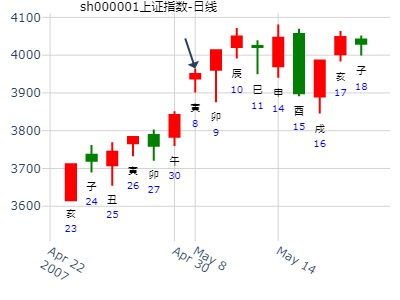 sh000001上证指数-日线
4100
4000
3900
3800
3700
3600
亥
23
子
24
丑
25
寅
26
卯
27
午
30
寅
8
卯
9
辰
10
巳
11
申
14
酉
15
戌
16
亥
17
子
18
Apr 22
2007
Apr 30
May 8
May 14